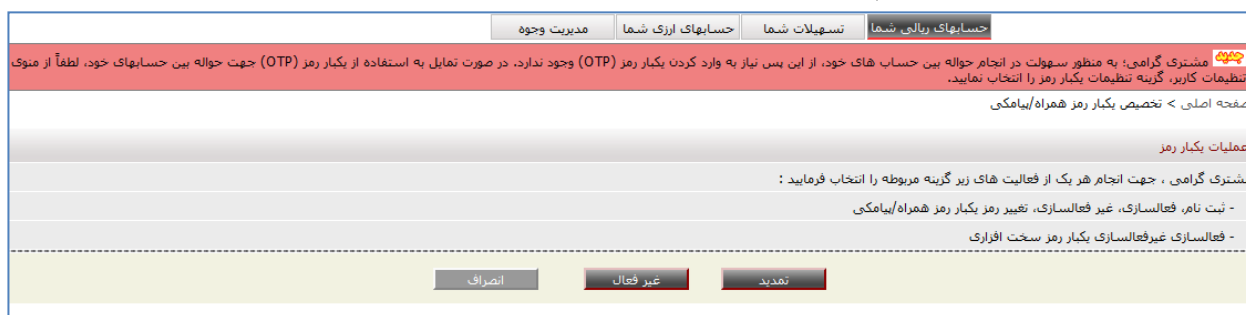 حسابهای ریالی شما تسهیلات شما حسابهای ارزی شما مدیریت وجوه
جدید مشتری گرامی؛ به منظور سهولت در انجام حواله بین حساب های خود، از این پس نیاز به وارد کردن یکبار رمز (OTP) وجود ندارد. در صورت تمایل به استفاده از یکبار رمز (OTP) جهت حواله بین حسابهای خود، لطفاً از منوی
تنظیمات کاربر، گزینه تنظیمات یکبار رمز را انتخاب نمایید.
صفحه اصلی > تخصیص یکبار رمز همراه/پیامکی
عملیات یکبار رمز
مشتری گرامی ، جهت انجام هر یک از فعالیت های زیر گزینه مربوطه را انتخاب فرمایید :
- ثبت نام، فعالسازی، غیر فعالسازی، تغییر رمز یکبار رمز همراه/پیامکی
- فعالسازی غیرفعالسازی یکبار رمز سخت افزاری
تمدید غیر فعال انصراف